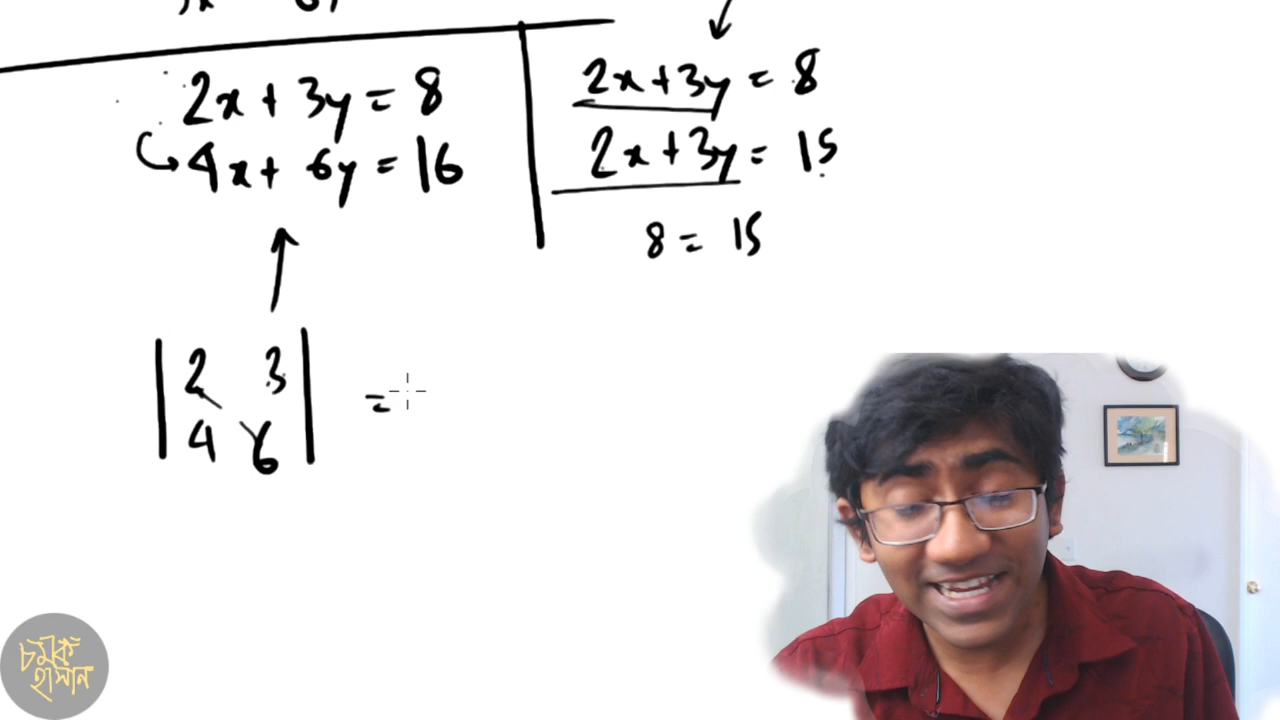 2x + 3y = 8
4x + 6y = 16
2x + 3y = 8
2x + 3y = 15
8 = 15
| 2 3 | =
| 4 6 |
চমক
হাসান